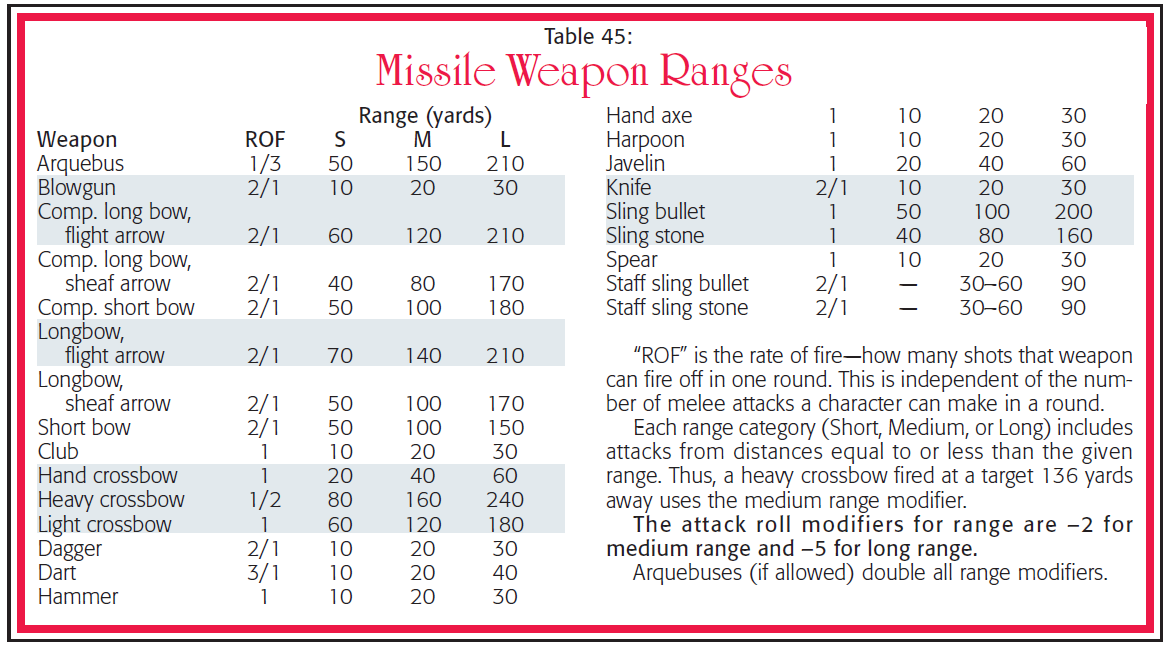 Table 45:
Missile Weapon Ranges
Range (yards)
Weapon ROF S M L
Arquebus 1/3 50 150 210
Blowgun 2/1 10 20 30
Comp. long bow,
flight arrow 2/1 60 120 210
Comp. long bow,
sheaf arrow 2/1 40 80 170
Comp. short bow 2/1 50 100 180
Longbow,
flight arrow 2/1 70 140 210
Longbow,
sheaf arrow 2/1 50 100 170
Short bow 2/1 50 100 150
Club 1 10 20 30
Hand crossbow 1 20 40 60
Heavy crossbow 1/2 80 160 240
Light crossbow 1 60 120 180
Dagger 2/1 10 20 30
Dart 3/1 10 20 40
Hammer 1 10 20 30
Hand axe 1 10 20 30
Harpoon 1 10 20 30
Javelin 1 20 40 60
Knife 2/1 10 20 30
Sling bullet 1 50 100 200
Sling stone 1 40 80 160
Spear 1 10 20 30
Staff sling bullet 2/1 — 30–60 90
Staff sling stone 2/1 — 30–60 90
“ROF” is the rate of fire—how many shots that weapon
can fire off in one round. This is independent of the num-
ber of melee attacks a character can make in a round.
Each range category (Short, Medium, or Long) includes
attacks from distances equal to or less than the given
range. Thus, a heavy crossbow fired at a target 136 yards
away uses the medium range modifier.
The attack roll modifiers for range are –2 for
medium range and –5 for long range.
Arquebuses (if allowed) double all range modifiers.